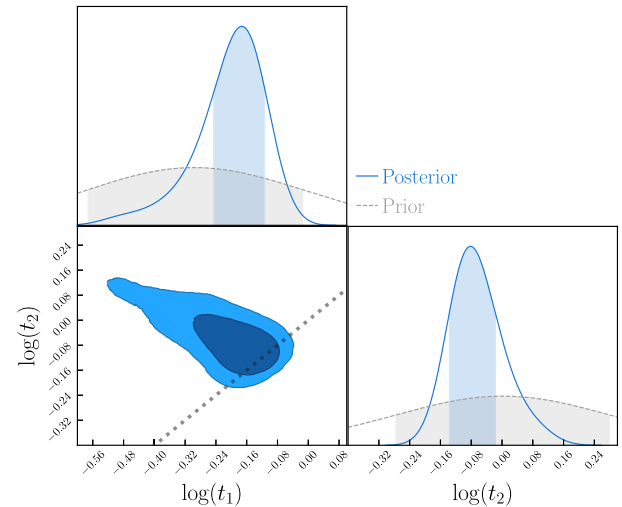 Posterior
Prior
0.24
0.16
0.08
0.00
−0.08
−0.16
−0.24
−0.32
log(t₂)
−0.56 −0.48 −0.40 −0.32 −0.24 −0.16 −0.08 0.00 0.08
log(t₁)
−0.32 −0.24 −0.16 −0.08 0.00 0.08 0.16 0.24
log(t₂)